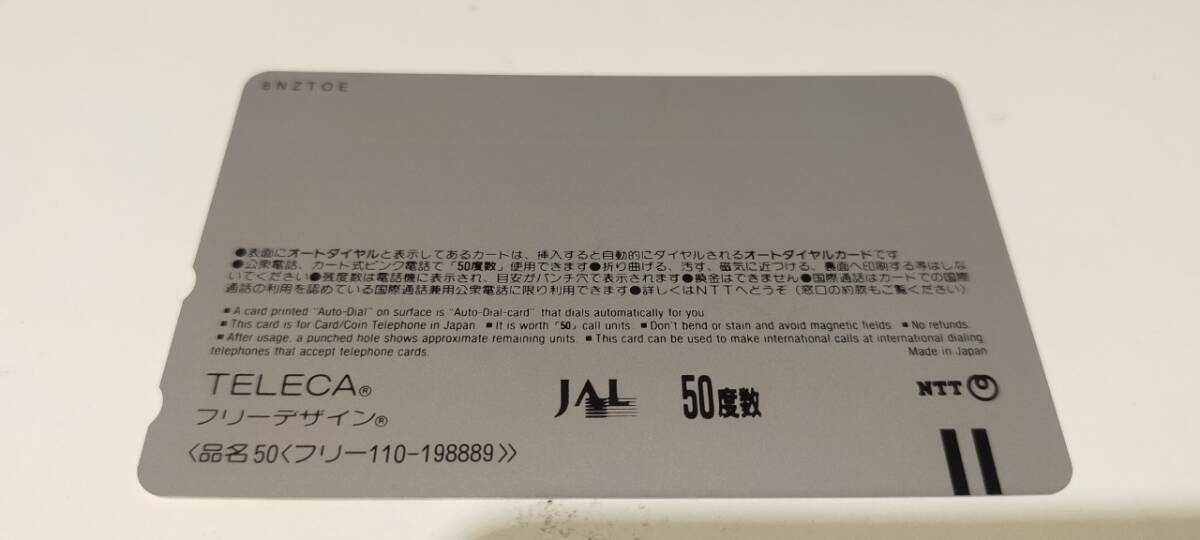 ®NZTOE
●表面にオートダイヤルと表示してあるカードは、挿入すると自動的にダイヤルされるオートダイヤルカードです
●公衆電話、カード式ピンク電話で「50度数」使用できます●折り曲げる、汚す、磁気に近づける、裏面へ印刷する等はしな
いでください●残度数は電話機に表示され、目安がパンチ穴で表示されます●換金はできません●国際通話はカードでの国際
通話の利用を認めている国際通話兼用公衆電話に限り利用できます●詳しくはNTTへどうぞ（窓口の約款もご覧ください）
■A card printed “Auto-Dial” on surface is “Auto-Dial-card” that dials automatically for you.
■This card is for Card/Coin Telephone in Japan. ■It is worth「50」call units. ■Don't bend or stain and avoid magnetic fields. ■No refunds.
■After usage, a punched hole shows approximate remaining units. ■This card can be used to make international calls at international dialing
telephones that accept telephone cards. Made in Japan
TELECA®
フリーデザイン®
JAL
50度数
NTT
〈品名50〈フリー110-198889〉〉